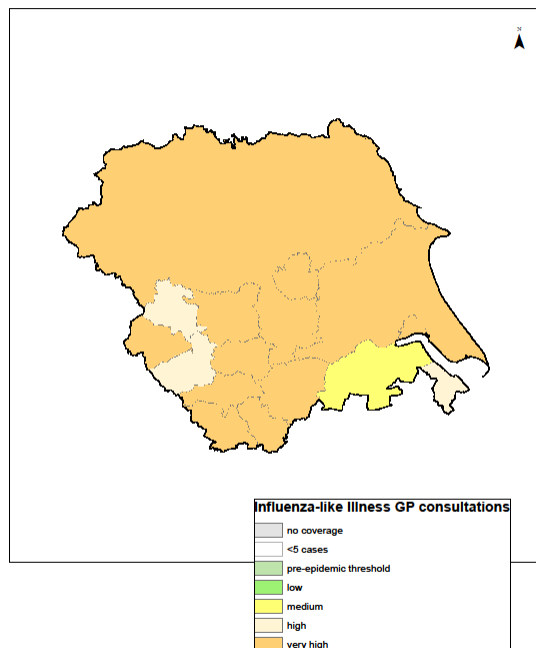 N
Influenza-like Illness GP consultations
no coverage
<5 cases
pre-epidemic threshold
low
medium
high
very high